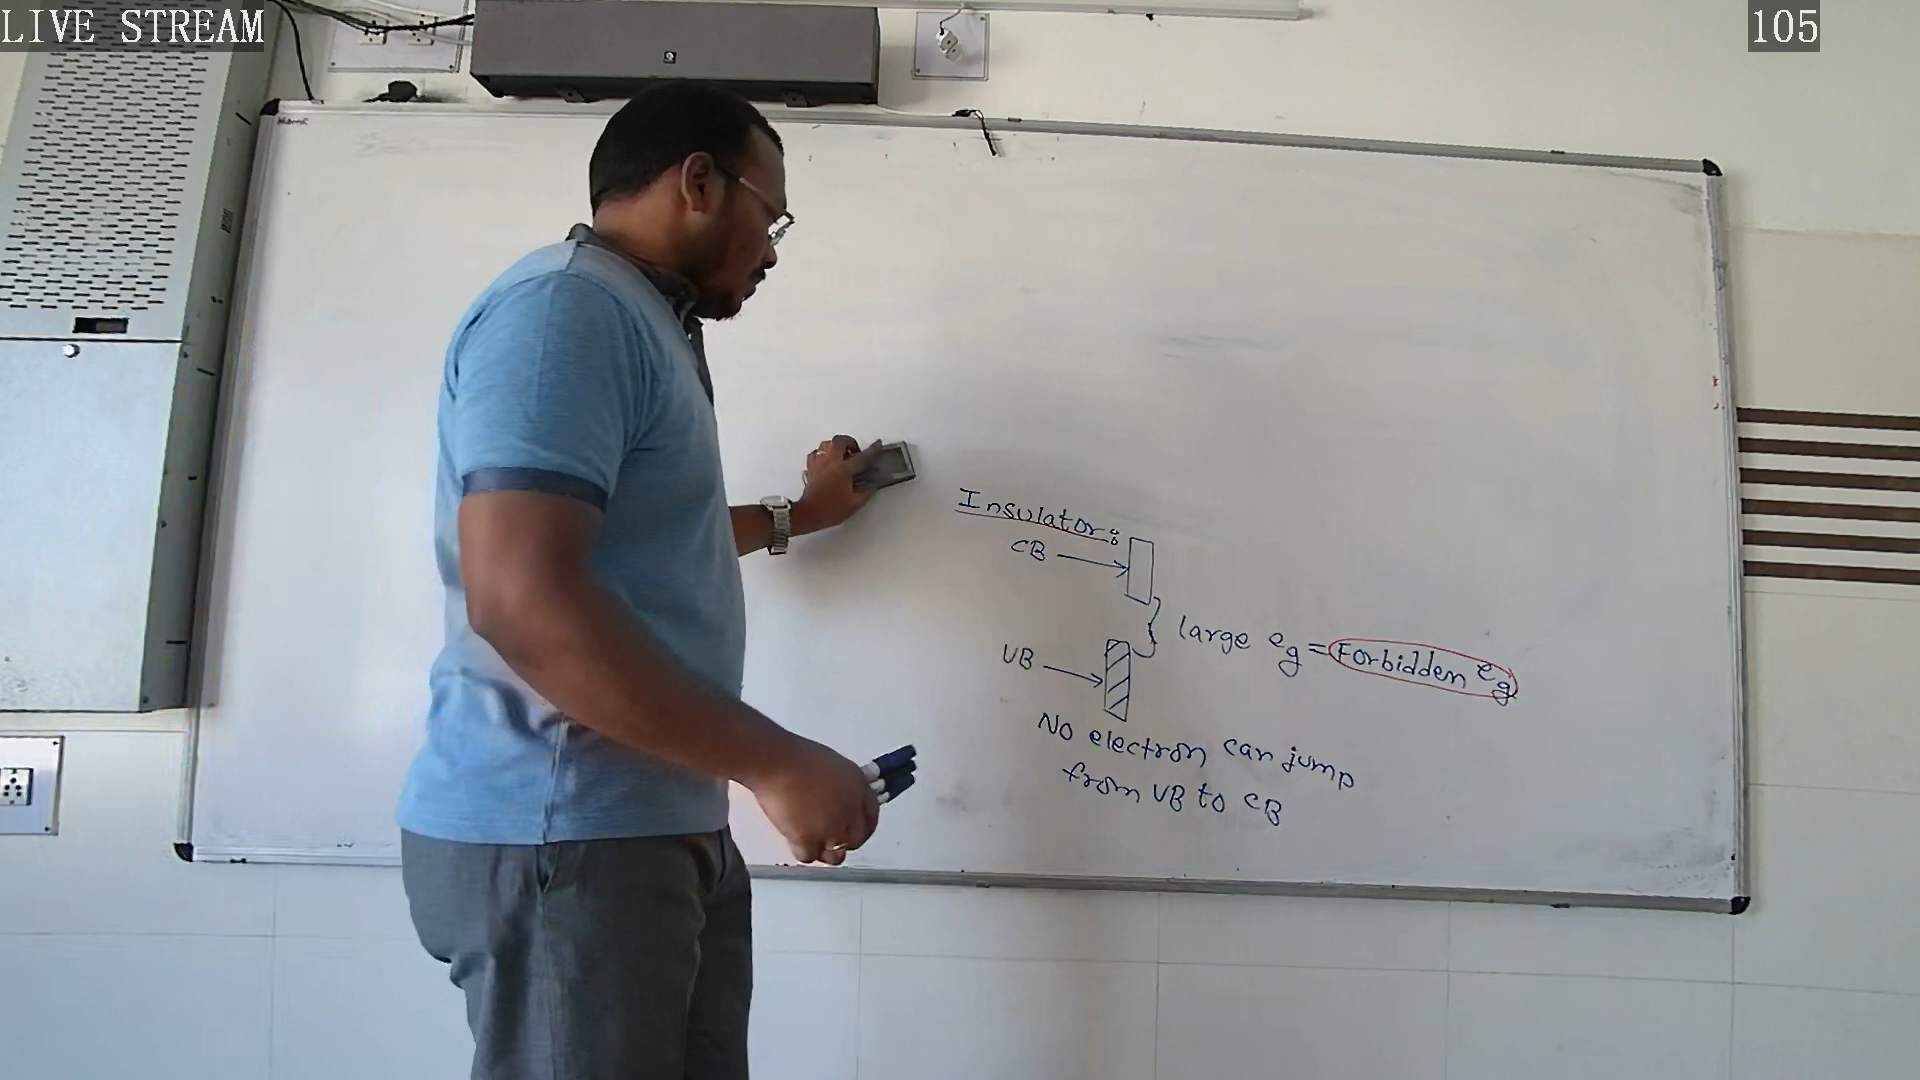 LIVE STREAM
105
Insulator:
CB
large eg = Forbidden eg
VB
No electron can jump
from VB to CB